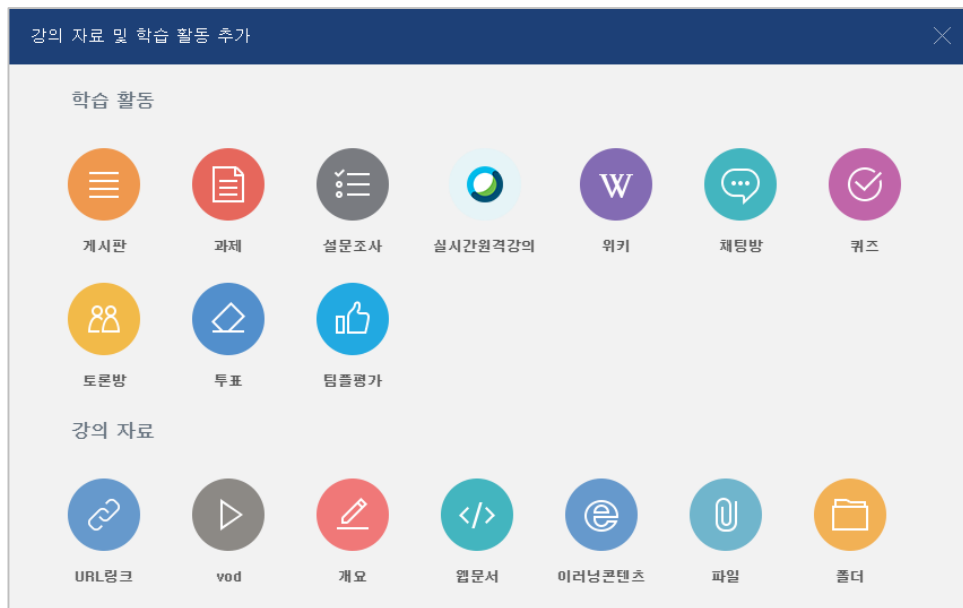 강의 자료 및 학습 활동 추가
학습 활동
게시판 과제 설문조사 실시간원격강의 위키 채팅방 퀴즈
토론방 투표 팀플평가
강의 자료
URL링크 vod 개요 웹문서 이러닝콘텐츠 파일 폴더